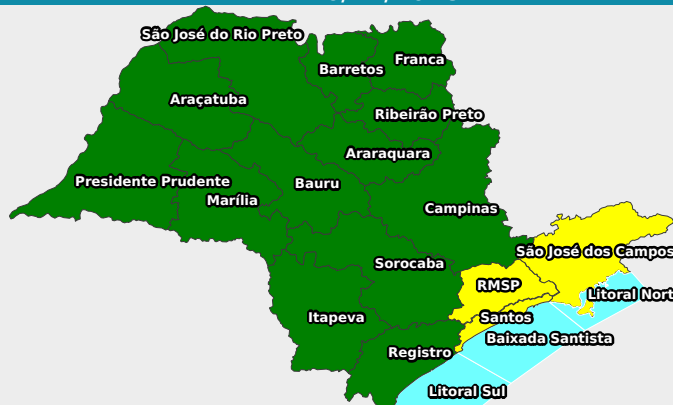 São José do Rio Preto
Franca
Barretos
Araçatuba
Ribeirão Preto
Araraquara
Presidente Prudente
Bauru
Marília
Campinas
São José dos Campos
Sorocaba
RMSP
Litoral Nort
Itapeva
Santos
Baixada Santista
Registro
Litoral Sul